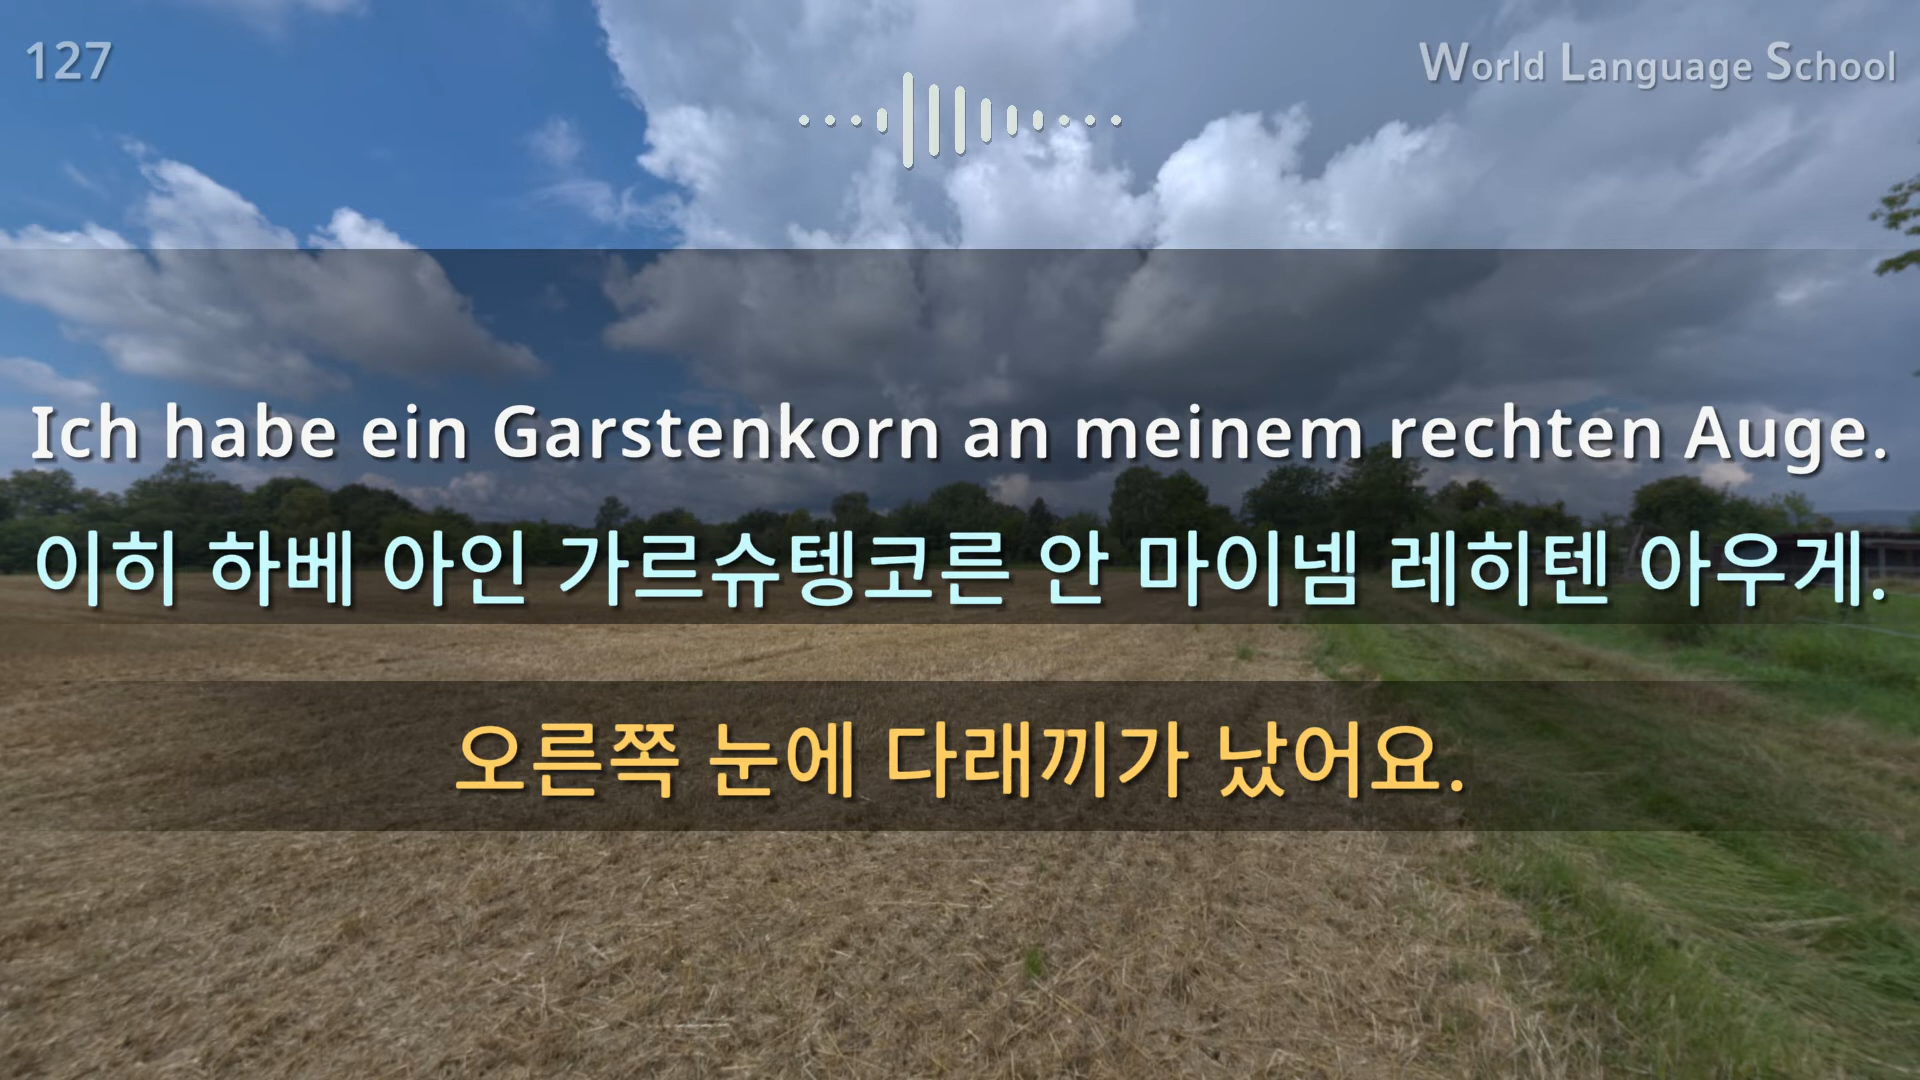 127
World Language School
Ich habe ein Garstenkorn an meinem rechten Auge.
이히 하베 아인 가르슈텡코른 안 마이넴 레히텐 아우게.
오른쪽 눈에 다래끼가 났어요.